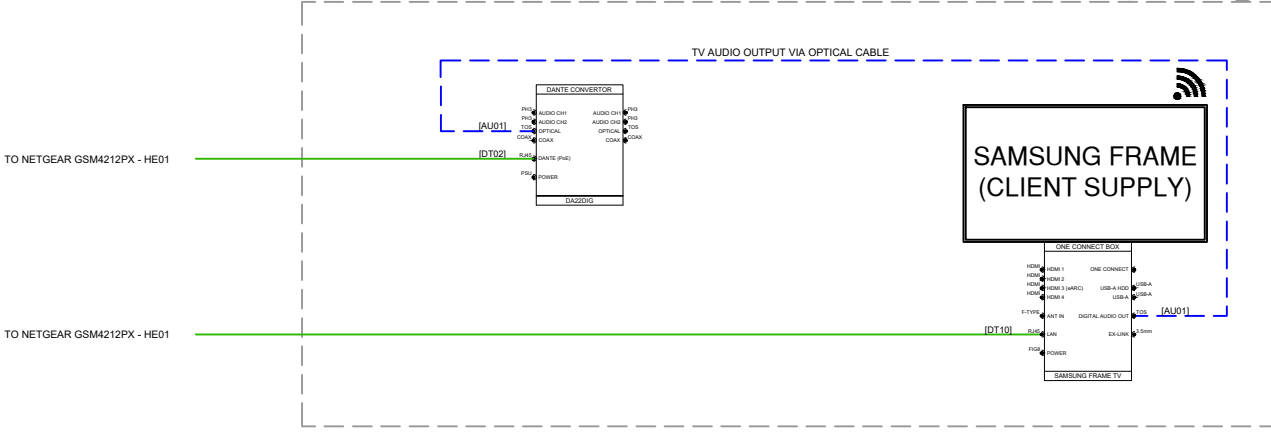 TV AUDIO OUTPUT VIA OPTICAL CABLE
DANTE CONVERTOR
PH3 AUDIO CH1 AUDIO CH1 PH3
PH3 AUDIO CH2 AUDIO CH2 PH3
[AU01] TOS OPTICAL OPTICAL TOS
COAX COAX COAX COAX
TO NETGEAR GSM4212PX - HE01 [DT02] RJ45 DANTE (PoE)
PSU POWER
DA22DIG
SAMSUNG FRAME
(CLIENT SUPPLY)
ONE CONNECT BOX
HDMI HDMI 1 ONE CONNECT
HDMI HDMI 2
HDMI HDMI 3 (eARC) USB-A HDD USB-A
HDMI HDMI 4 USB-A USB-A
F-TYPE ANT IN DIGITAL AUDIO OUT TOS [AU01]
TO NETGEAR GSM4212PX - HE01 [DT10] RJ45 LAN EX-LINK 3.5mm
FIG8 POWER
SAMSUNG FRAME TV